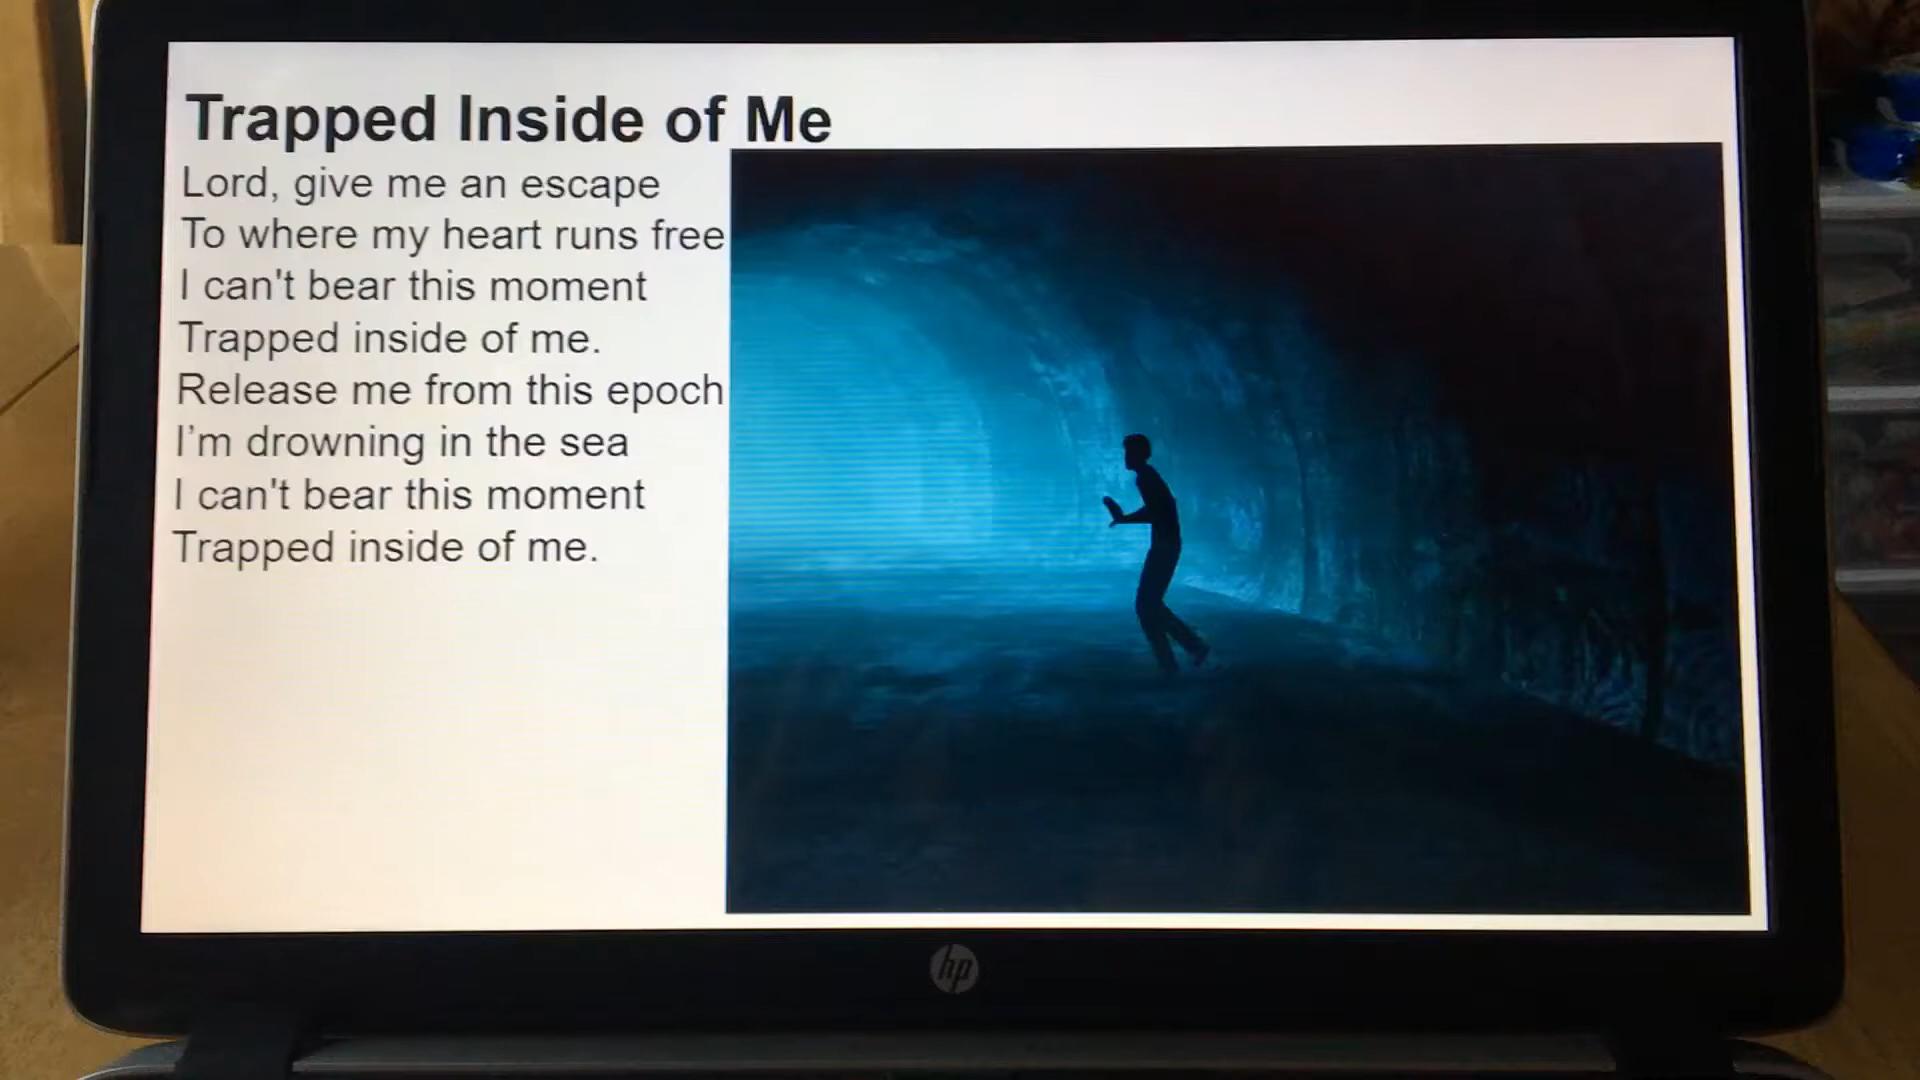 Trapped Inside of Me
Lord, give me an escape
To where my heart runs free
I can't bear this moment
Trapped inside of me.
Release me from this epoch
I’m drowning in the sea
I can't bear this moment
Trapped inside of me.
hp